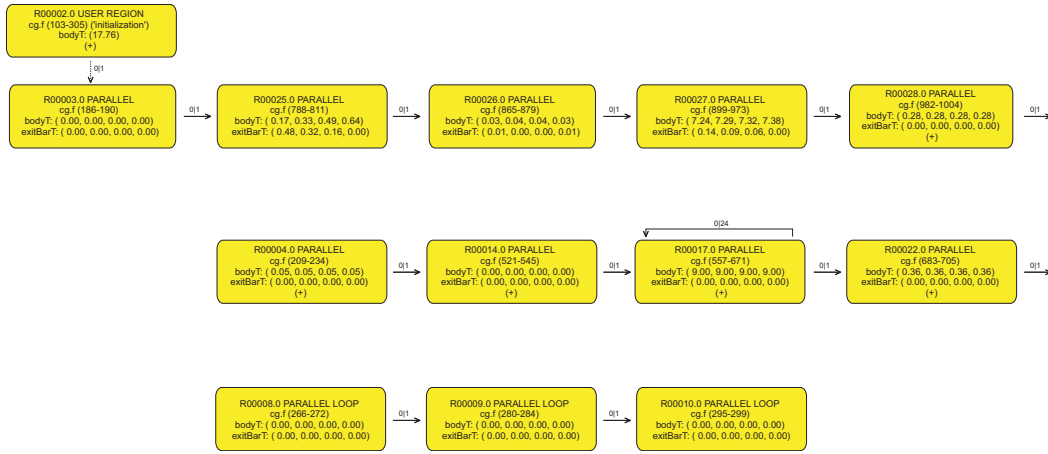 R00002.0 USER REGION
cg.f (103-305) ('initialization')
bodyT: (17.76)
(+)
0|1
R00003.0 PARALLEL
cg.f (186-190)
bodyT: ( 0.00, 0.00, 0.00, 0.00)
exitBarT: ( 0.00, 0.00, 0.00, 0.00)
0|1
R00025.0 PARALLEL
cg.f (788-811)
bodyT: ( 0.17, 0.33, 0.49, 0.64)
exitBarT: ( 0.48, 0.32, 0.16, 0.00)
0|1
R00026.0 PARALLEL
cg.f (865-879)
bodyT: ( 0.03, 0.04, 0.04, 0.03)
exitBarT: ( 0.01, 0.00, 0.00, 0.01)
0|1
R00027.0 PARALLEL
cg.f (899-973)
bodyT: ( 7.24, 7.29, 7.32, 7.38)
exitBarT: ( 0.14, 0.09, 0.06, 0.00)
0|1
R00028.0 PARALLEL
cg.f (982-1004)
bodyT: ( 0.28, 0.28, 0.28, 0.28)
exitBarT: ( 0.00, 0.00, 0.00, 0.00)
(+)
0|1
R00004.0 PARALLEL
cg.f (209-234)
bodyT: ( 0.05, 0.05, 0.05, 0.05)
exitBarT: ( 0.00, 0.00, 0.00, 0.00)
(+)
0|1
R00014.0 PARALLEL
cg.f (521-545)
bodyT: ( 0.00, 0.00, 0.00, 0.00)
exitBarT: ( 0.00, 0.00, 0.00, 0.00)
(+)
0|1
0|24
R00017.0 PARALLEL
cg.f (557-671)
bodyT: ( 9.00, 9.00, 9.00, 9.00)
exitBarT: ( 0.00, 0.00, 0.00, 0.00)
(+)
0|1
R00022.0 PARALLEL
cg.f (683-705)
bodyT: ( 0.36, 0.36, 0.36, 0.36)
exitBarT: ( 0.00, 0.00, 0.00, 0.00)
(+)
0|1
R00008.0 PARALLEL LOOP
cg.f (266-272)
bodyT: ( 0.00, 0.00, 0.00, 0.00)
exitBarT: ( 0.00, 0.00, 0.00, 0.00)
0|1
R00009.0 PARALLEL LOOP
cg.f (280-284)
bodyT: ( 0.00, 0.00, 0.00, 0.00)
exitBarT: ( 0.00, 0.00, 0.00, 0.00)
0|1
R00010.0 PARALLEL LOOP
cg.f (295-299)
bodyT: ( 0.00, 0.00, 0.00, 0.00)
exitBarT: ( 0.00, 0.00, 0.00, 0.00)